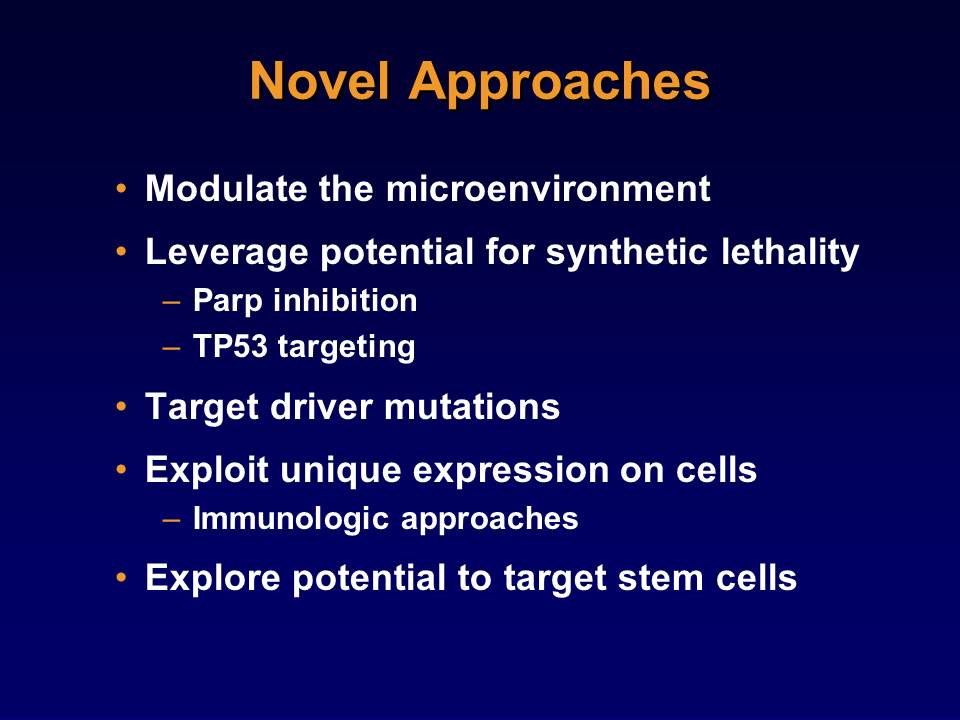 Novel Approaches
• Modulate the microenvironment
• Leverage potential for synthetic lethality
– Parp inhibition
– TP53 targeting
• Target driver mutations
• Exploit unique expression on cells
– Immunologic approaches
• Explore potential to target stem cells